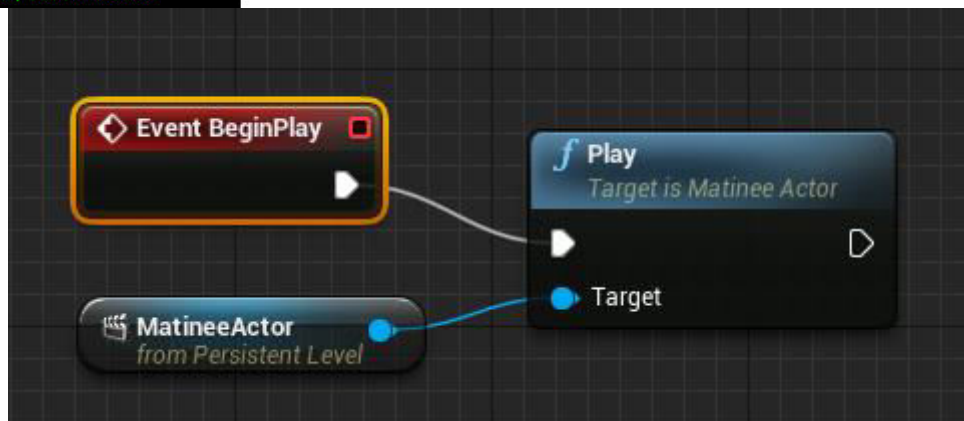 Event BeginPlay
f Play
Target is Matinee Actor
Target
MatineeActor
from Persistent Level